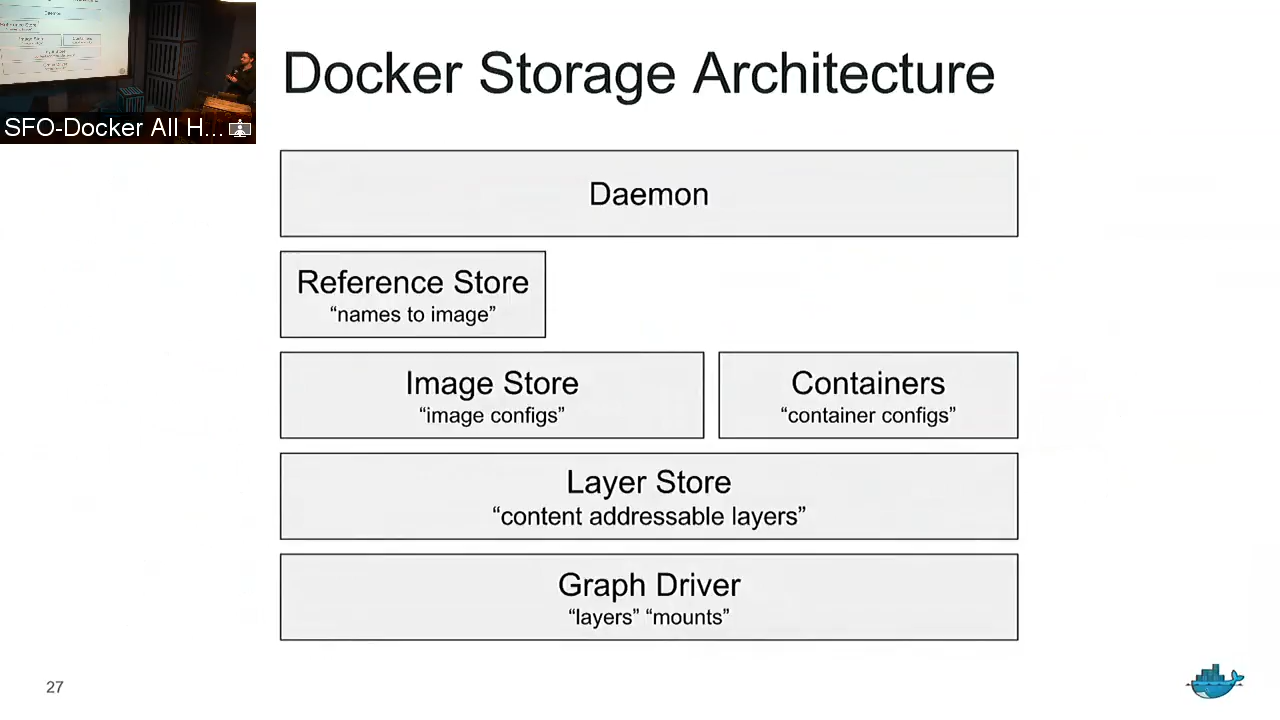 SFO-Docker All H...
Docker Storage Architecture
Daemon
Reference Store
“names to image”
Image Store
“image configs”
Containers
“container configs”
Layer Store
“content addressable layers”
Graph Driver
“layers” “mounts”
27